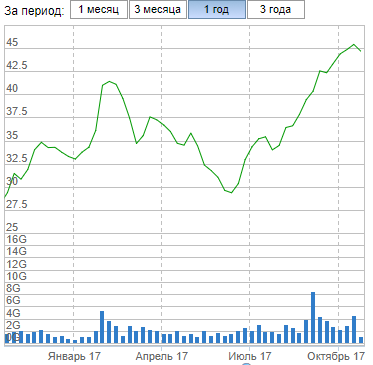 За период: 1 месяц 3 месяца 1 год 3 года
45
42.5
40
37.5
35
32.5
30
27.5
25
16G
14G
12G
10G
8G
6G
4G
2G
0G
Январь 17 Апрель 17 Июль 17 Октябрь 17